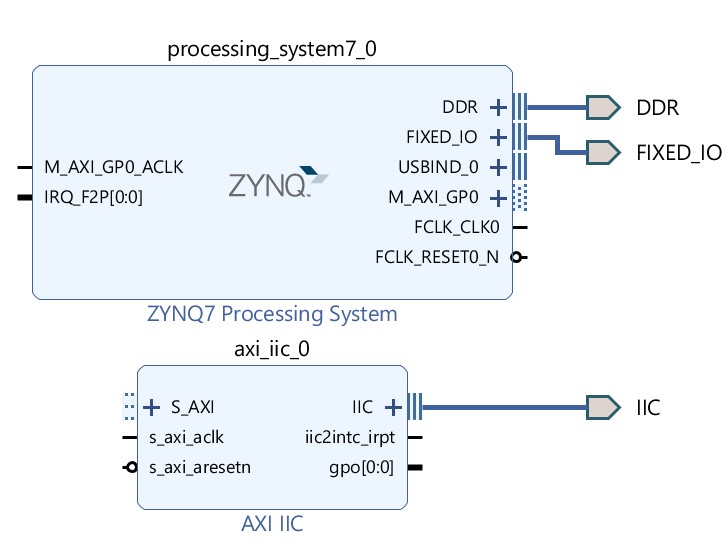 processing_system7_0
DDR
DDR
FIXED_IO
FIXED_IO
M_AXI_GP0_ACLK
USBIND_0
IRQ_F2P[0:0]
ZYNQ
M_AXI_GP0
FCLK_CLK0
FCLK_RESET0_N
ZYNQ7 Processing System
axi_iic_0
S_AXI
IIC
IIC
s_axi_aclk
iic2intc_irpt
s_axi_aresetn
gpo[0:0]
AXI IIC